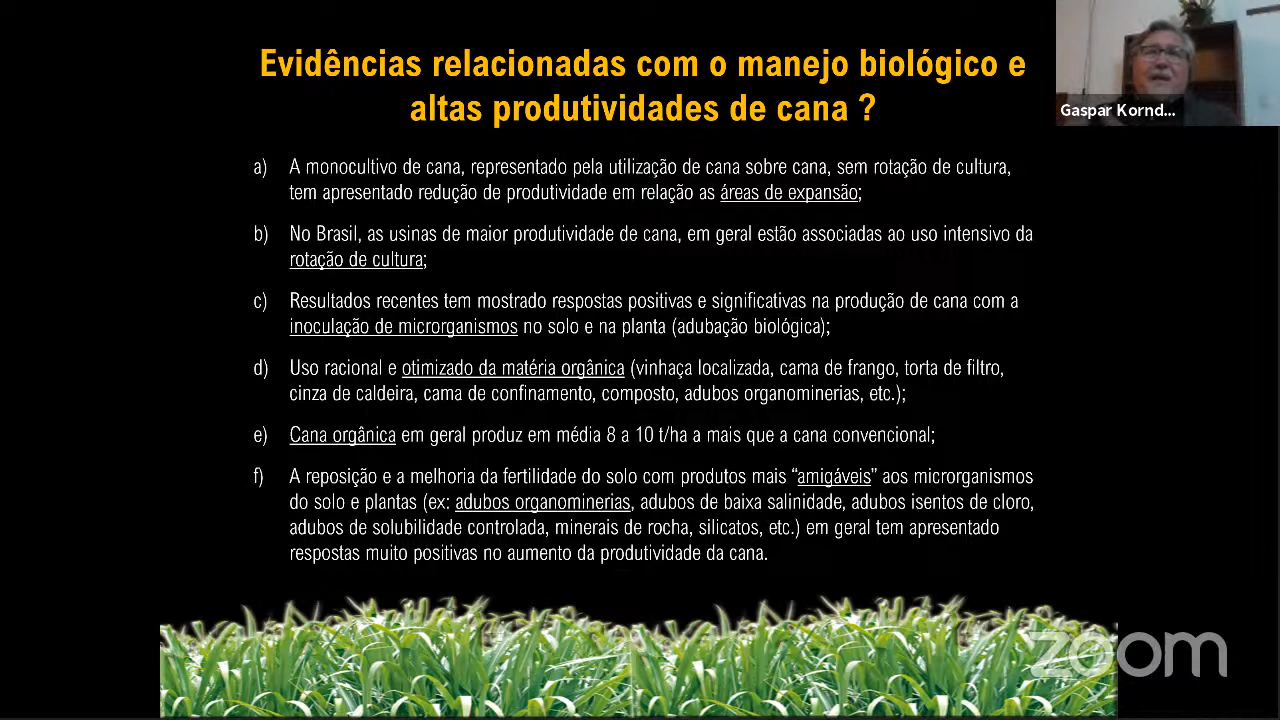 Evidências relacionadas com o manejo biológico e
altas produtividades de cana ?
Gaspar Kornd...
a) A monocultivo de cana, representado pela utilização de cana sobre cana, sem rotação de cultura,
tem apresentado redução de produtividade em relação as áreas de expansão;
b) No Brasil, as usinas de maior produtividade de cana, em geral estão associadas ao uso intensivo da
rotação de cultura;
c) Resultados recentes tem mostrado respostas positivas e significativas na produção de cana com a
inoculação de microrganismos no solo e na planta (adubação biológica);
d) Uso racional e otimizado da matéria orgânica (vinhaça localizada, cama de frango, torta de filtro,
cinza de caldeira, cama de confinamento, composto, adubos organominerias, etc.);
e) Cana orgânica em geral produz em média 8 a 10 t/ha a mais que a cana convencional;
f) A reposição e a melhoria da fertilidade do solo com produtos mais “amigáveis” aos microrganismos
do solo e plantas (ex: adubos organominerias, adubos de baixa salinidade, adubos isentos de cloro,
adubos de solubilidade controlada, minerais de rocha, silicatos, etc.) em geral tem apresentado
respostas muito positivas no aumento da produtividade da cana.
zoom